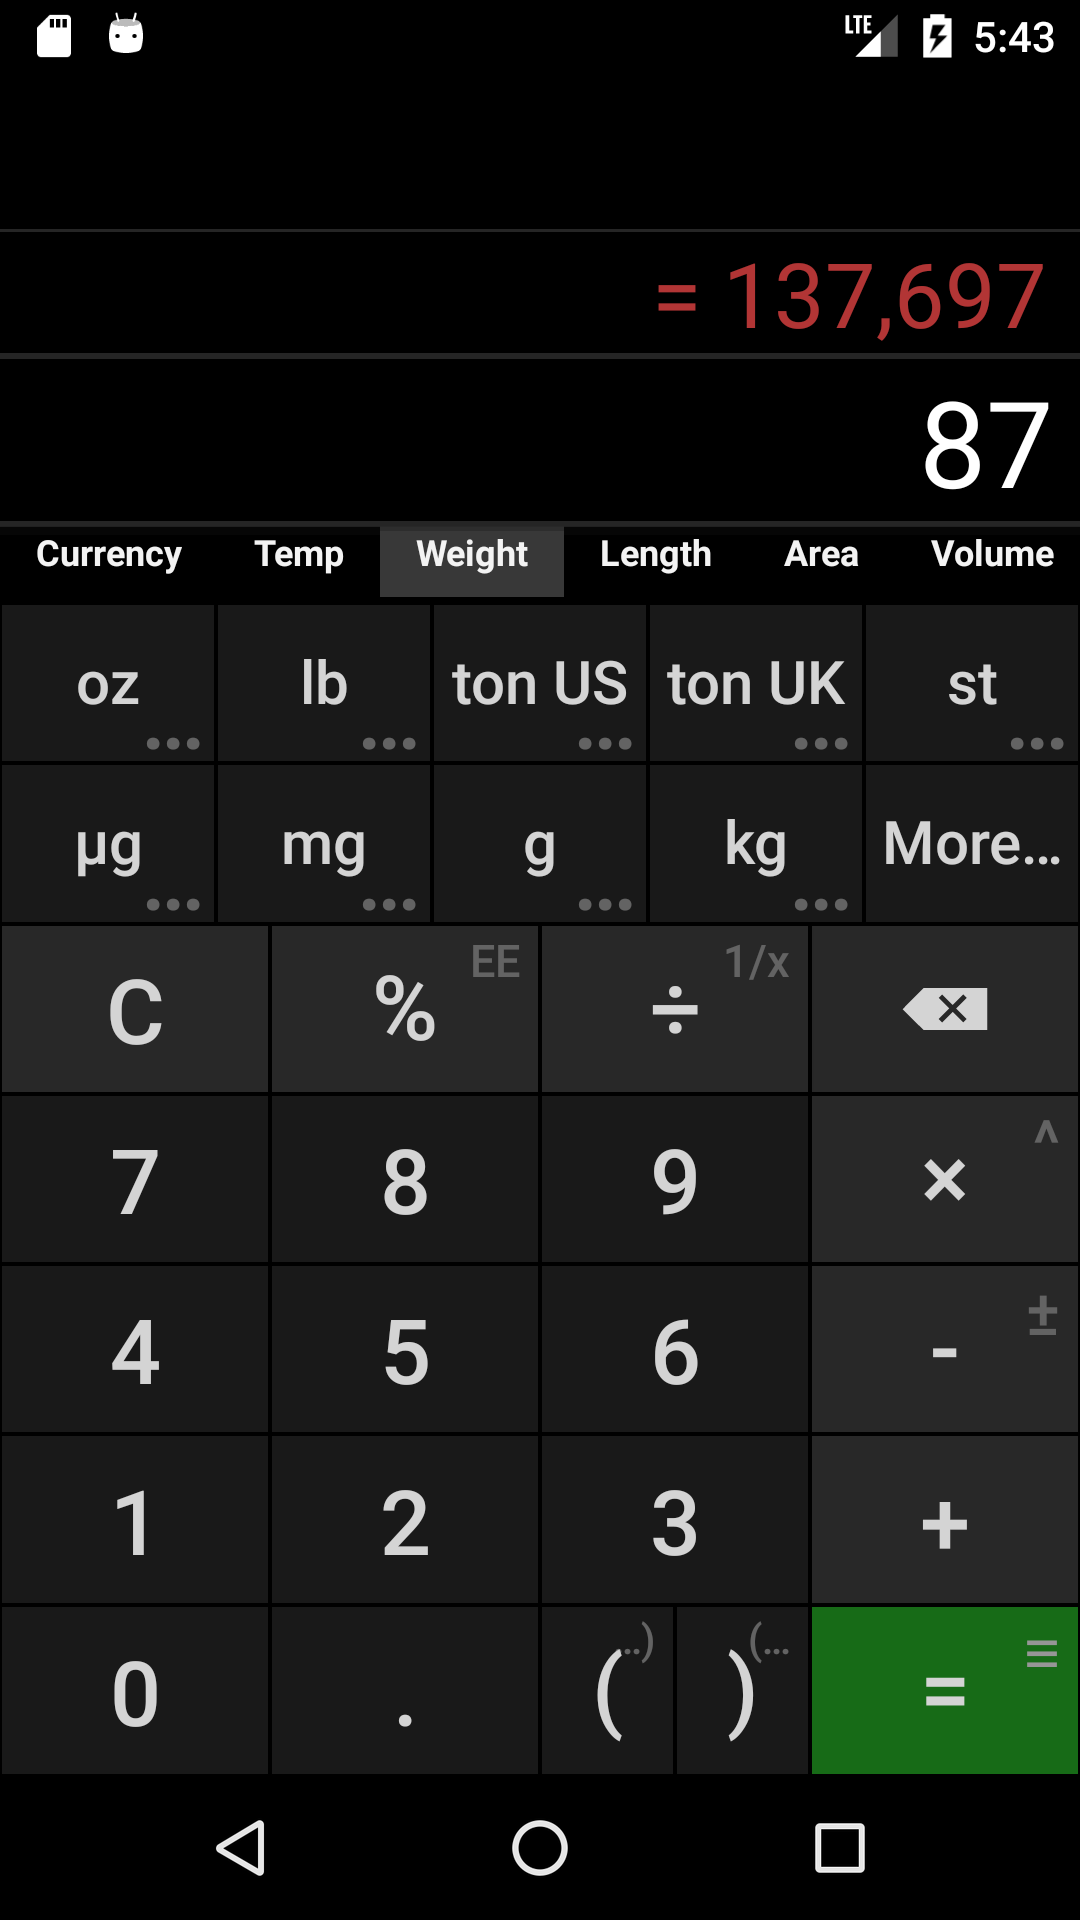 LTE 5:43
= 137,697
87
Currency Temp Weight Length Area Volume
oz lb ton US ton UK st
µg mg g kg More...
C % EE ÷ 1/x
7 8 9 × ^
4 5 6 - ±
1 2 3 +
0 . ( ..) ) (... = ≡